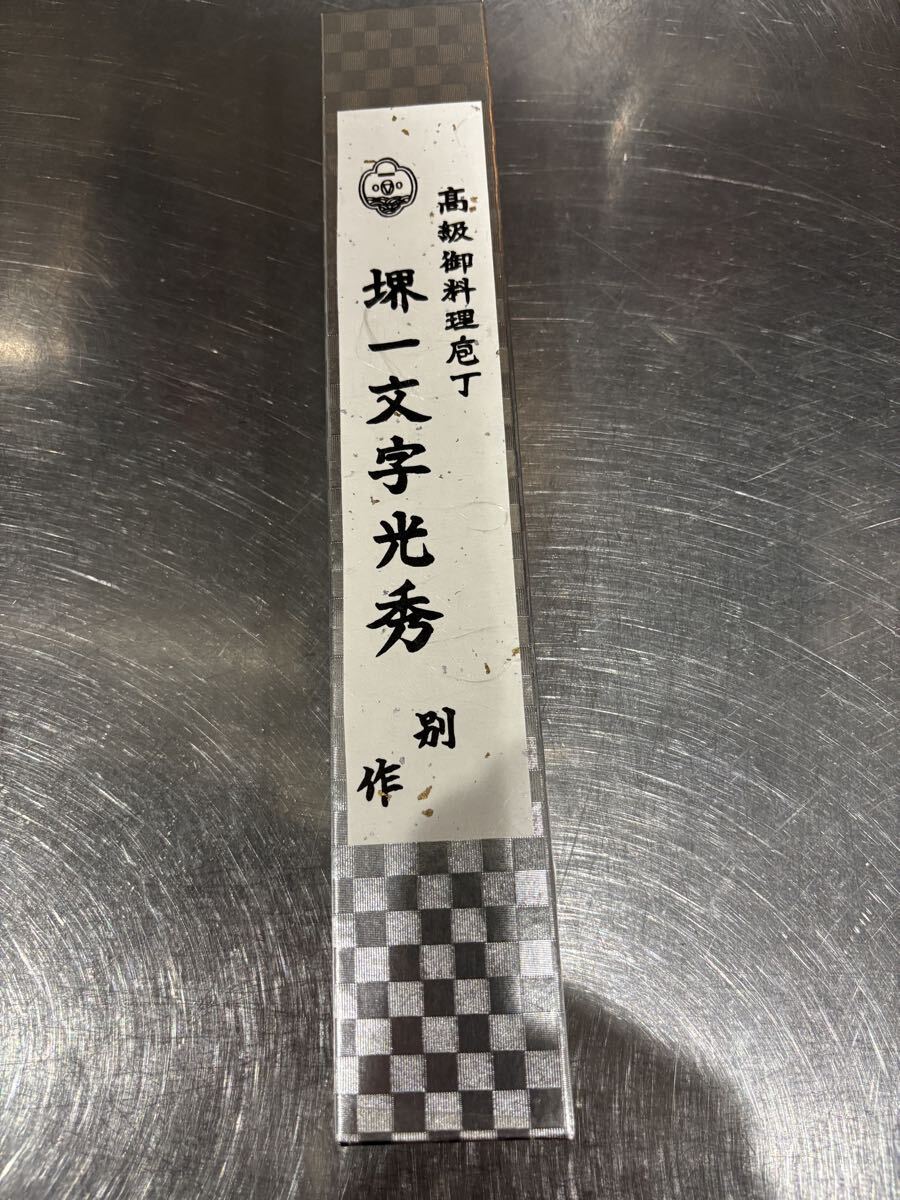 高級御料理庖丁
堺一文字光秀
別作